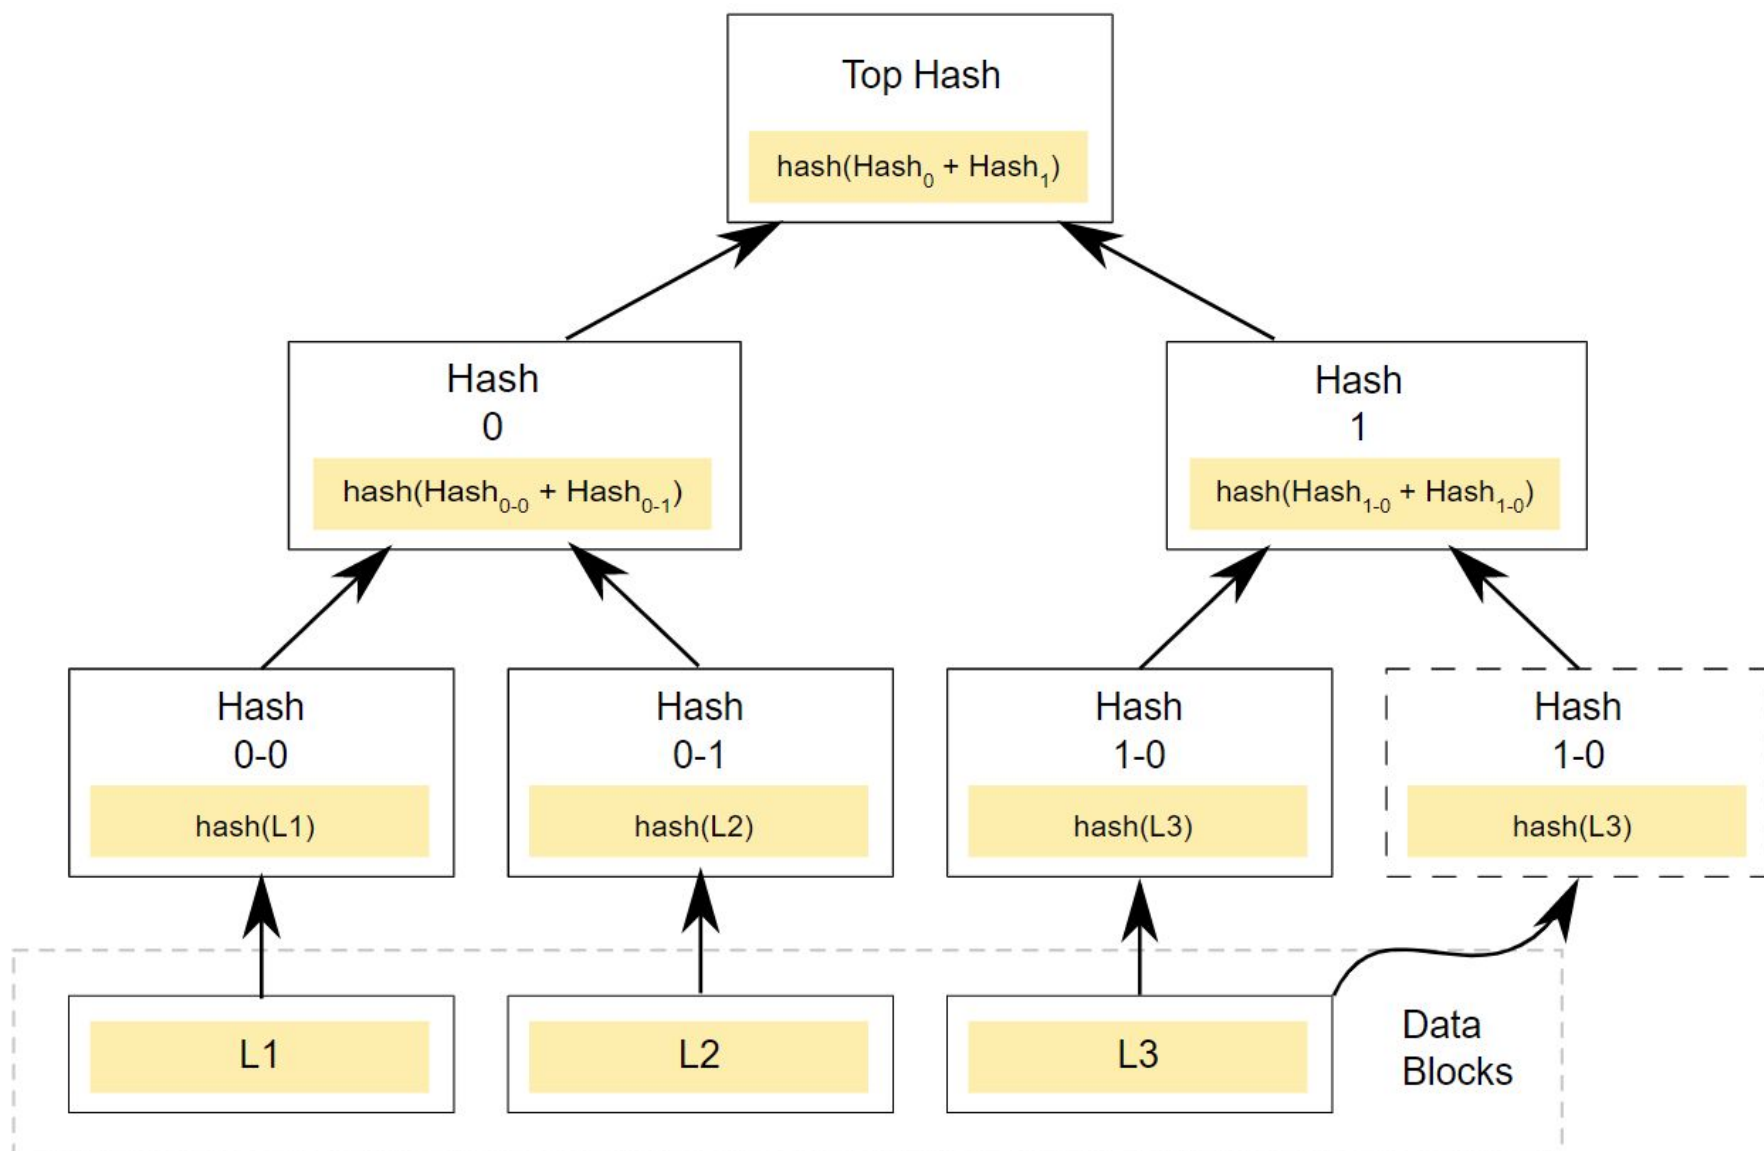 Top Hash
hash(Hash₀ + Hash₁)
Hash
0
hash(Hash₀₋₀ + Hash₀₋₁)
Hash
1
hash(Hash₁₋₀ + Hash₁₋₀)
Hash
0-0
hash(L1)
Hash
0-1
hash(L2)
Hash
1-0
hash(L3)
Hash
1-0
hash(L3)
L1
L2
L3
Data
Blocks